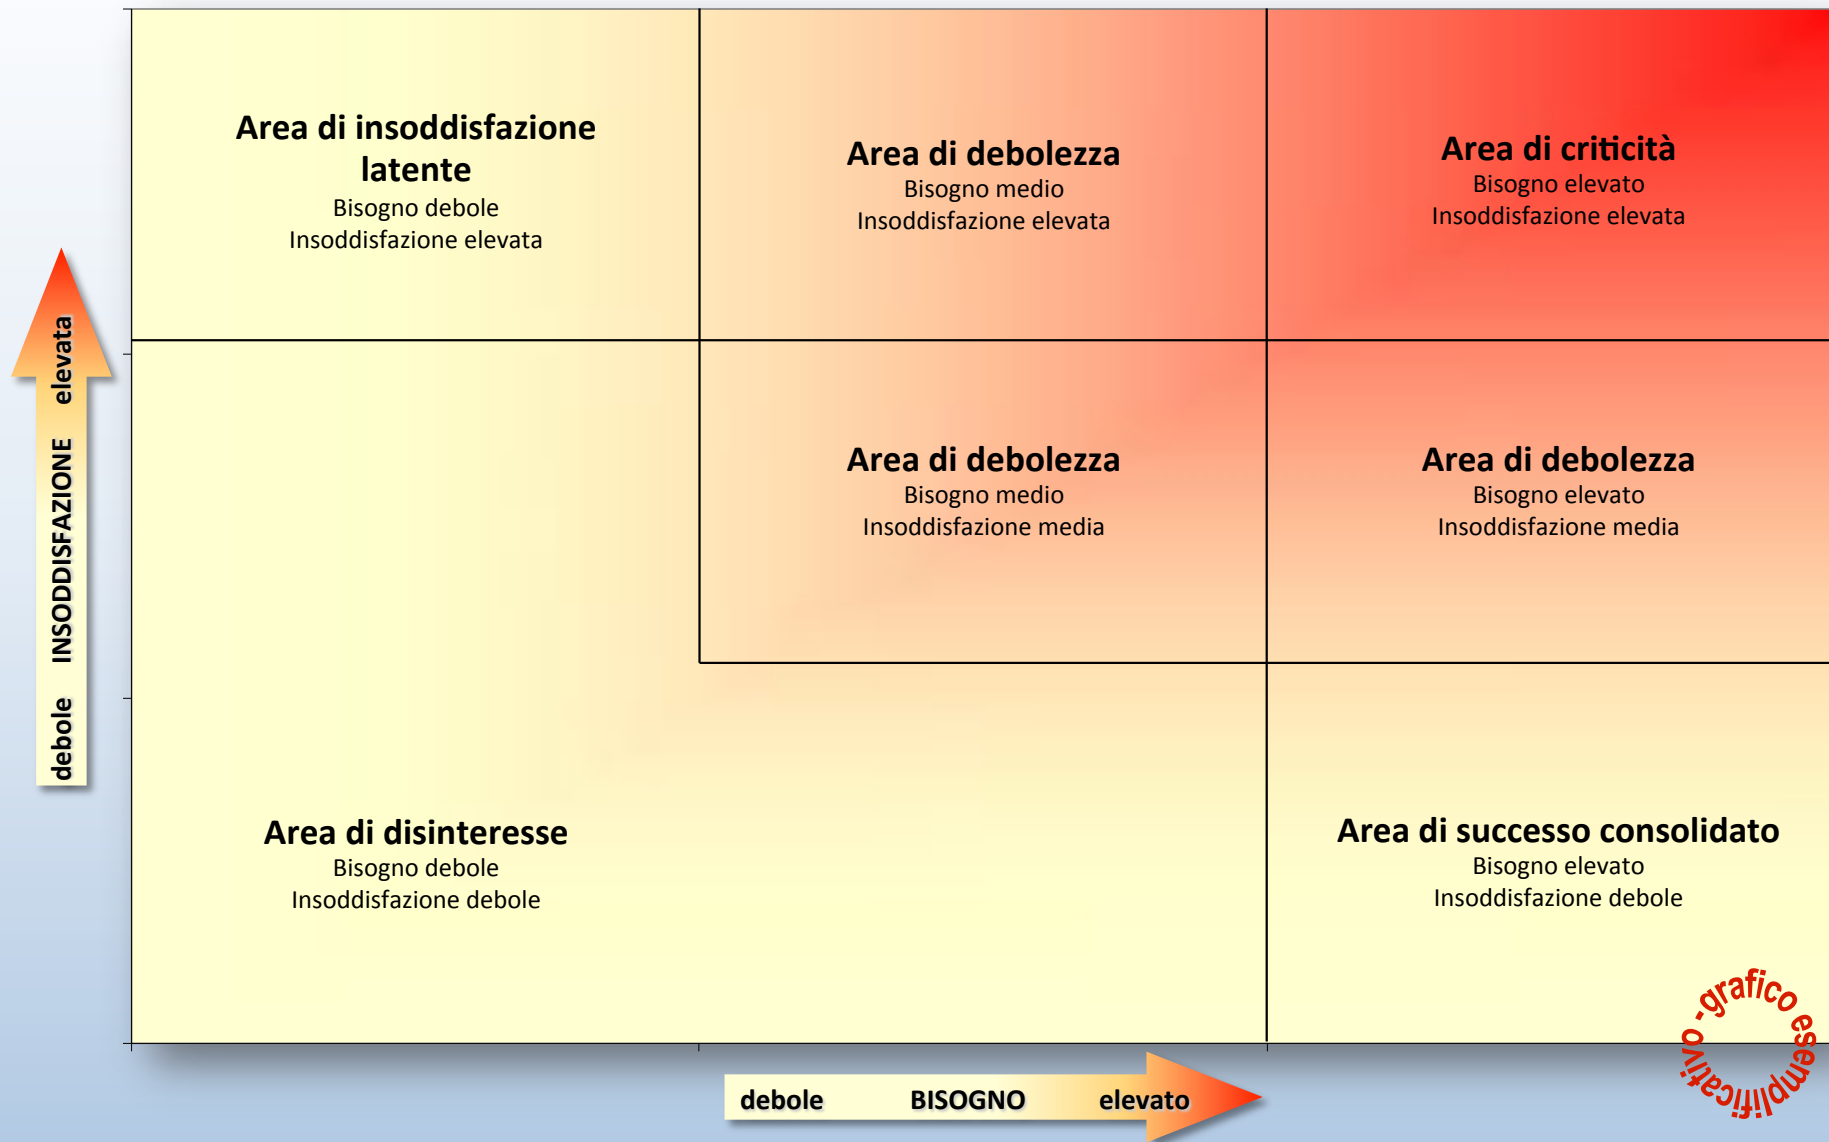 Area di insoddisfazione
latente
Bisogno debole
Insoddisfazione elevata
Area di debolezza
Bisogno medio
Insoddisfazione elevata
Area di criticità
Bisogno elevato
Insoddisfazione elevata
debole INSODDISFAZIONE elevata
Area di debolezza
Bisogno medio
Insoddisfazione media
Area di debolezza
Bisogno elevato
Insoddisfazione media
Area di disinteresse
Bisogno debole
Insoddisfazione debole
Area di successo consolidato
Bisogno elevato
Insoddisfazione debole
-grafico esemplificativo
debole BISOGNO elevato